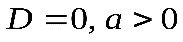 D = 0, a > 0